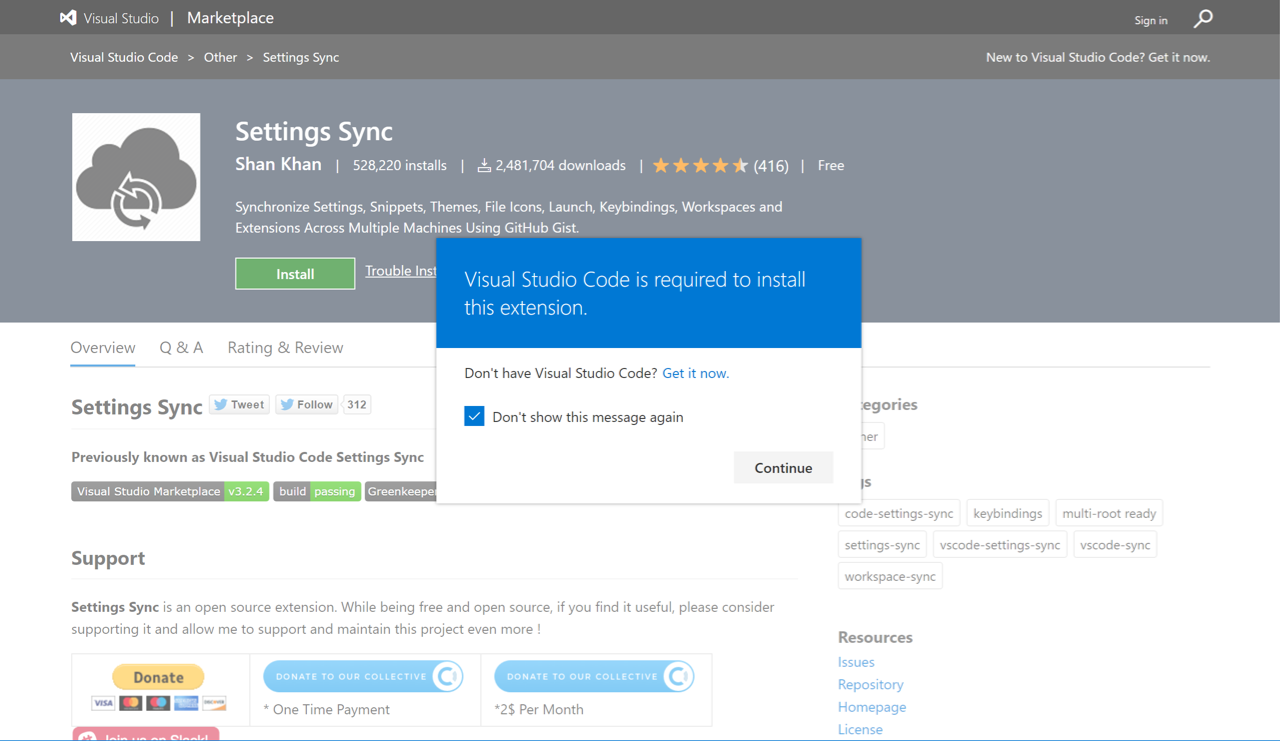 Visual Studio | Marketplace
Sign in
Visual Studio Code > Other > Settings Sync
New to Visual Studio Code? Get it now.
Settings Sync
Shan Khan | 528,220 installs | 2,481,704 downloads | (416) | Free
Synchronize Settings, Snippets, Themes, File Icons, Launch, Keybindings, Workspaces and
Extensions Across Multiple Machines Using GitHub Gist.
Install
Trouble Inst
Visual Studio Code is required to install
this extension.
Don't have Visual Studio Code? Get it now.
Don't show this message again
Continue
Overview Q & A Rating & Review
Settings Sync Tweet Follow 312
Previously known as Visual Studio Code Settings Sync
Visual Studio Marketplace v3.2.4 build passing Greenkeeper
Support
Settings Sync is an open source extension. While being free and open source, if you find it useful, please consider
supporting it and allow me to support and maintain this project even more !
Donate
VISA
DISCOVER
DONATE TO OUR COLLECTIVE
* One Time Payment
DONATE TO OUR COLLECTIVE
*2$ Per Month
Join us on Slack!
tegories
her
gs
code-settings-sync keybindings multi-root ready
settings-sync vscode-settings-sync vscode-sync
workspace-sync
Resources
Issues
Repository
Homepage
License